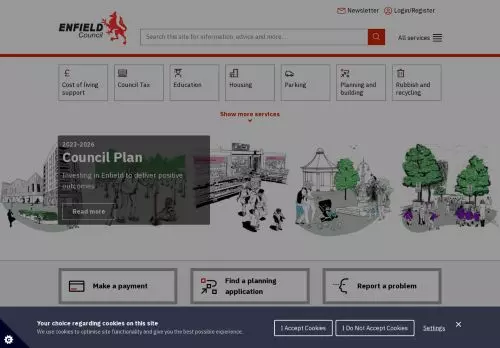 Newsletter
Login/Register
ENFIELD
Council
Search this site for information, advice and more...
All services
Cost of living
support
Council Tax
Education
Housing
Parking
Planning and
building
Rubbish and
recycling
Show more services
2023-2026
Council Plan
Investing in Enfield to deliver positive
outcomes
Read more
Make a payment
Find a planning
application
Report a problem
Your choice regarding cookies on this site
We use cookies to optimise site functionality and give you the best possible experience.
I Accept Cookies
I Do Not Accept Cookies
Settings